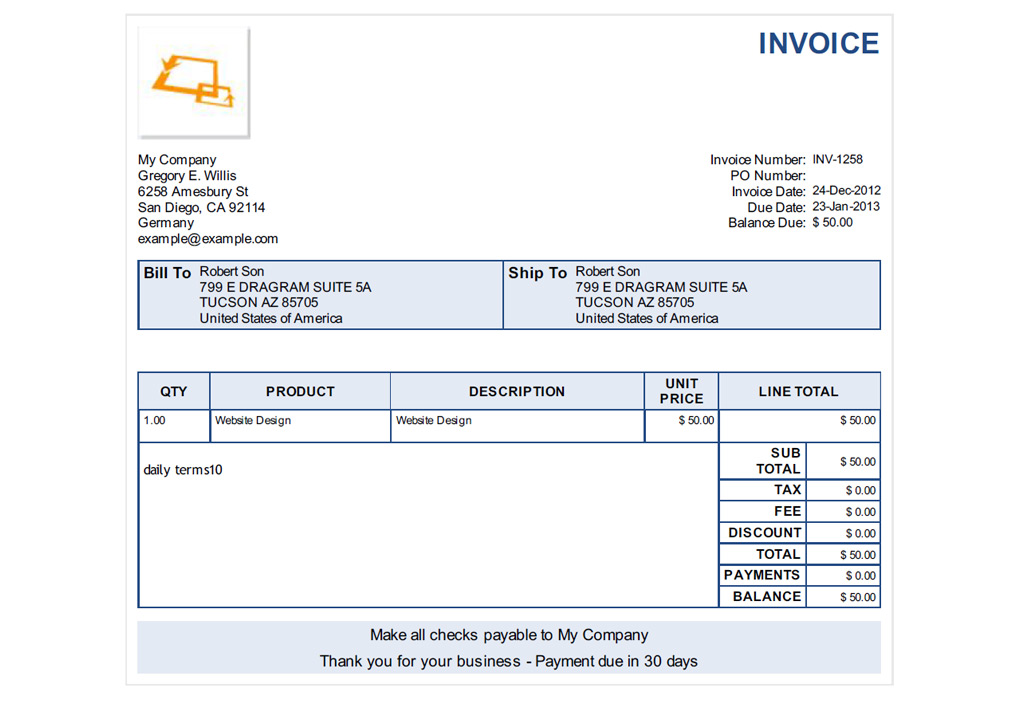 INVOICE
My Company
Gregory E. Willis
6258 Amesbury St
San Diego, CA 92114
Germany
example@example.com
Invoice Number: INV-1258
PO Number:
Invoice Date: 24-Dec-2012
Due Date: 23-Jan-2013
Balance Due: $ 50.00
Bill To Robert Son
799 E DRAGRAM SUITE 5A
TUCSON AZ 85705
United States of America
Ship To Robert Son
799 E DRAGRAM SUITE 5A
TUCSON AZ 85705
United States of America
QTY PRODUCT DESCRIPTION UNIT PRICE LINE TOTAL
1.00 Website Design Website Design $ 50.00 $ 50.00
daily terms10
SUB TOTAL $ 50.00
TAX $ 0.00
FEE $ 0.00
DISCOUNT $ 0.00
TOTAL $ 50.00
PAYMENTS $ 0.00
BALANCE $ 50.00
Make all checks payable to My Company
Thank you for your business - Payment due in 30 days